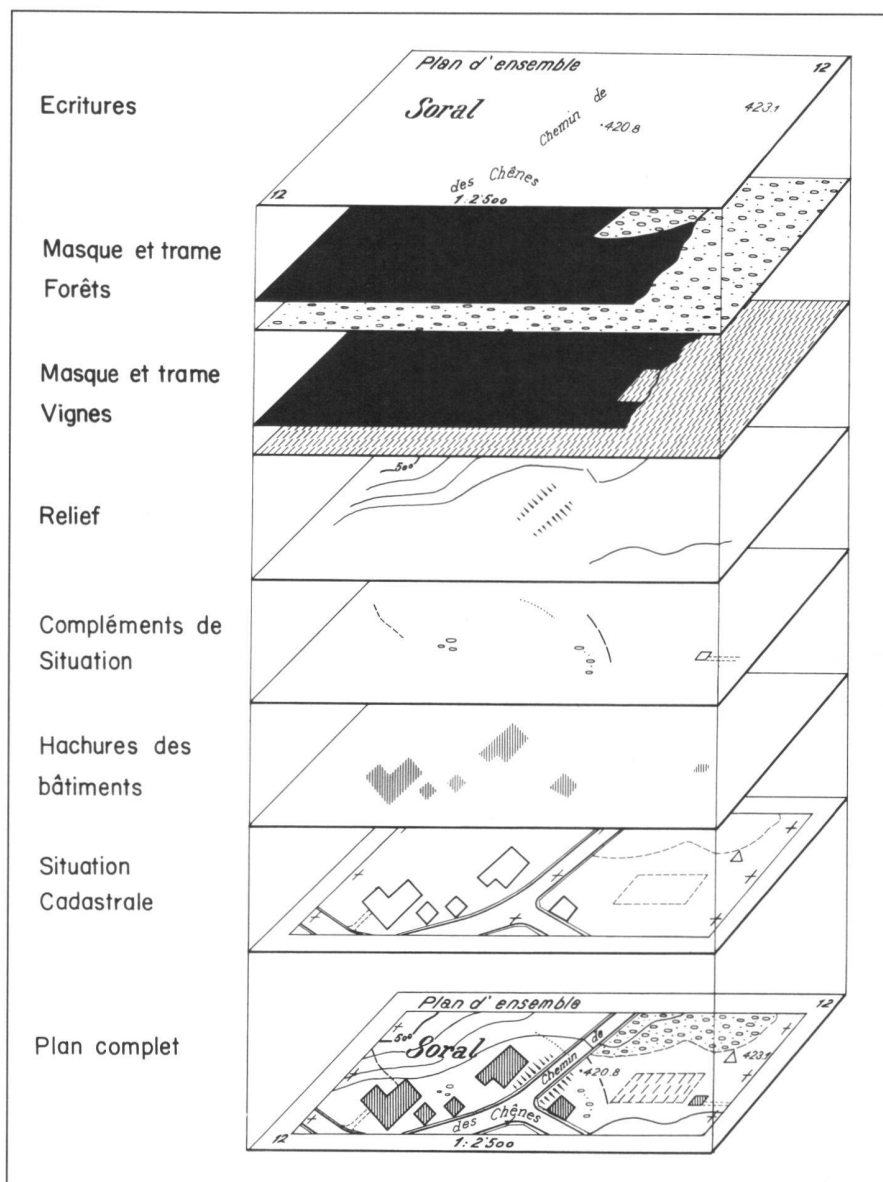 Ecritures
Plan d'ensemble
12
Soral
Chemin de
·420.8
423.1
des Chênes
12
1:2'500
Masque et trame
Forêts
Masque et trame
Vignes
500
Relief
Compléments de
Situation
Hachures des
bâtiments
Situation
Cadastrale
Plan complet
Plan d'ensemble
12
500
Soral
Chemin de
·420.8
423.1
des Chênes
12
1:2'500